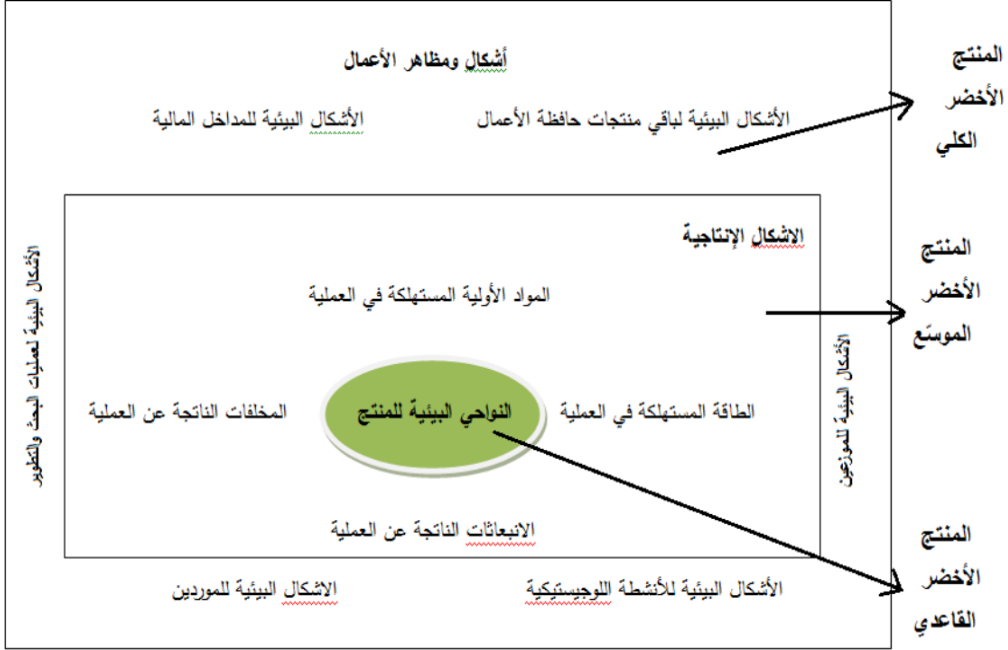 أشكال ومظاهر الأعمال
الأشكال البيئية لباقي منتجات حافظة الأعمال
الأشكال البيئية للمداخل المالية
المنتج
الأخضر
الكلي
الاشكال الإنتاجية
المواد الأولية المستهلكة في العملية
الطاقة المستهلكة في العملية
النواحي البيئية للمنتج
المخلفات الناتجة عن العملية
الانبعاثات الناتجة عن العملية
المنتج
الأخضر
الموسّع
الأشكال البيئية للموزعين
الأشكال البيئية لعمليات البحث والتطوير
الأشكال البيئية للأنشطة اللوجيستيكية
الاشكال البيئية للموردين
المنتج
الأخضر
القاعدي